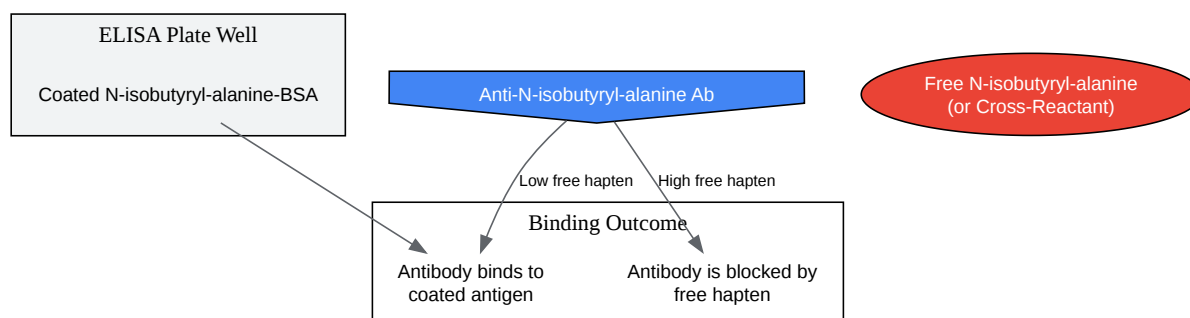 ELISA Plate Well
Coated N-isobutyryl-alanine-BSA
Anti-N-isobutyryl-alanine Ab
Free N-isobutyryl-alanine
(or Cross-Reactant)
Low free hapten
High free hapten
Binding Outcome
Antibody binds to
coated antigen
Antibody is blocked by
free hapten